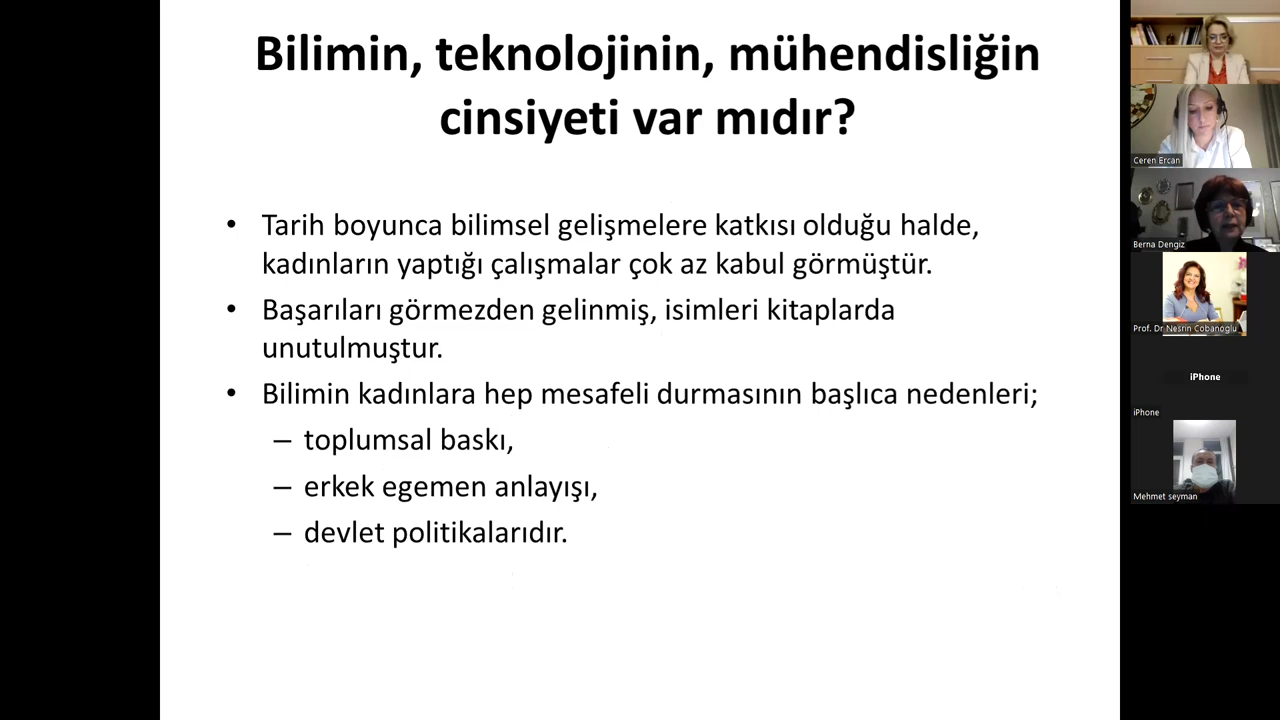 Bilimin, teknolojinin, mühendisliğin
cinsiyeti var mıdır?
• Tarih boyunca bilimsel gelişmelere katkısı olduğu halde,
kadınların yaptığı çalışmalar çok az kabul görmüştür.
• Başarıları görmezden gelinmiş, isimleri kitaplarda
unutulmuştur.
• Bilimin kadınlara hep mesafeli durmasının başlıca nedenleri;
– toplumsal baskı,
– erkek egemen anlayışı,
– devlet politikalarıdır.
Ceren Ercan
Berna Dengiz
Prof. Dr Nesrin Cobanoglu
iPhone
iPhone
Mehmet seyman